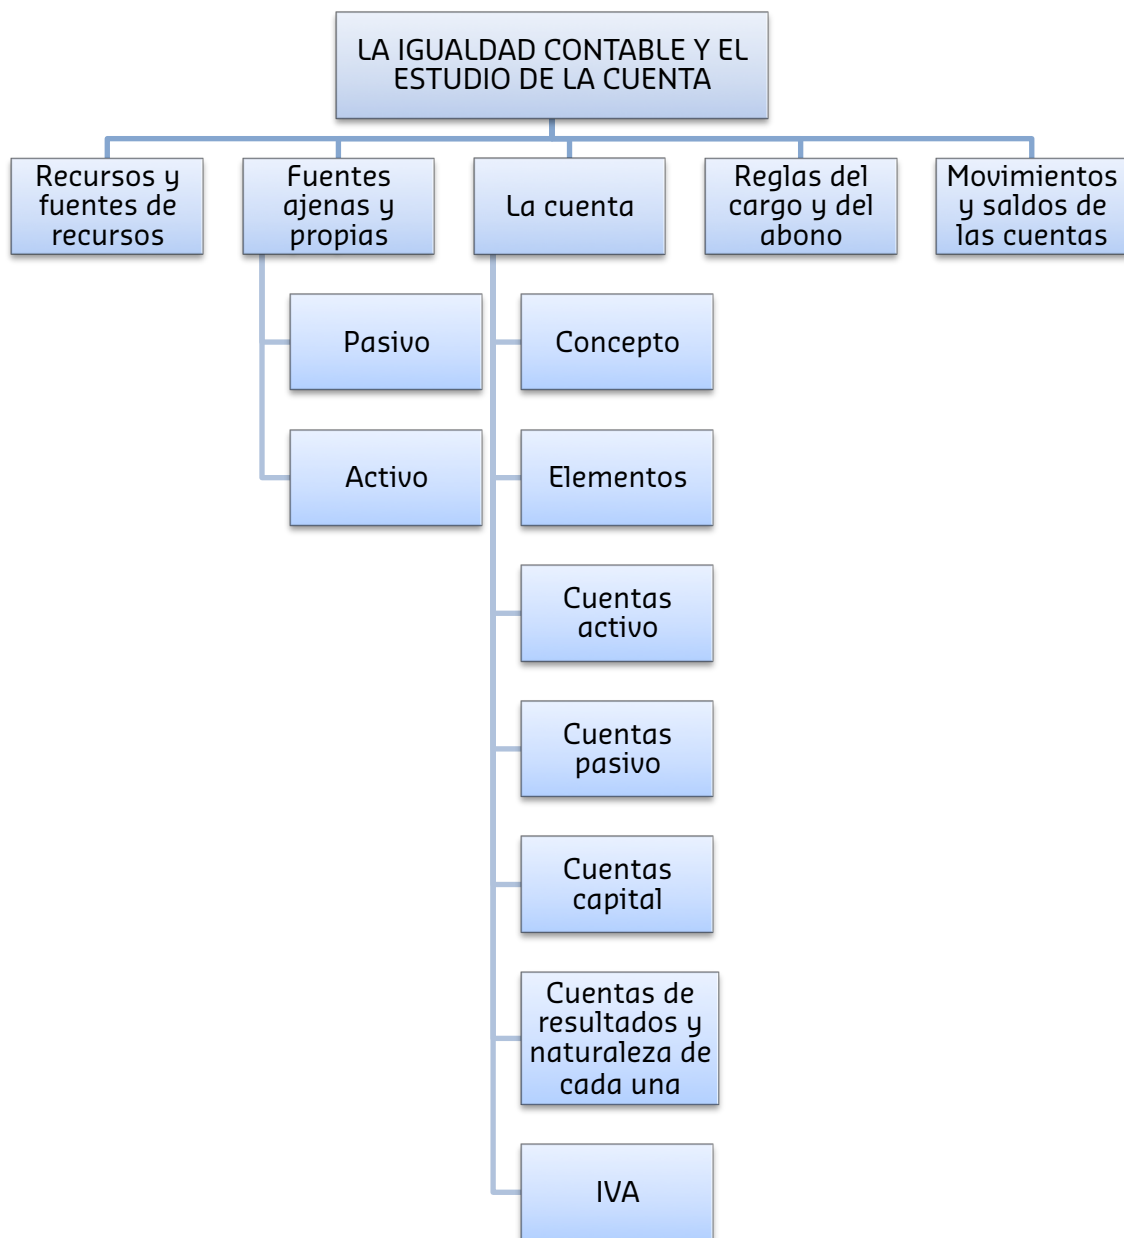 LA IGUALDAD CONTABLE Y EL
ESTUDIO DE LA CUENTA
Recursos y
fuentes de
recursos
Fuentes
ajenas y
propias
Pasivo
Activo
La cuenta
Concepto
Elementos
Cuentas
activo
Cuentas
pasivo
Cuentas
capital
Cuentas de
resultados y
naturaleza de
cada una
IVA
Reglas del
cargo y del
abono
Movimientos
y saldos de
las cuentas